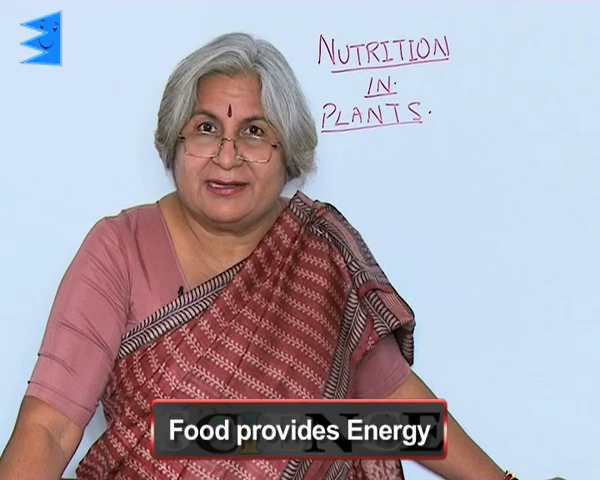 NUTRITION
IN.
PLANTS.
Food provides Energy